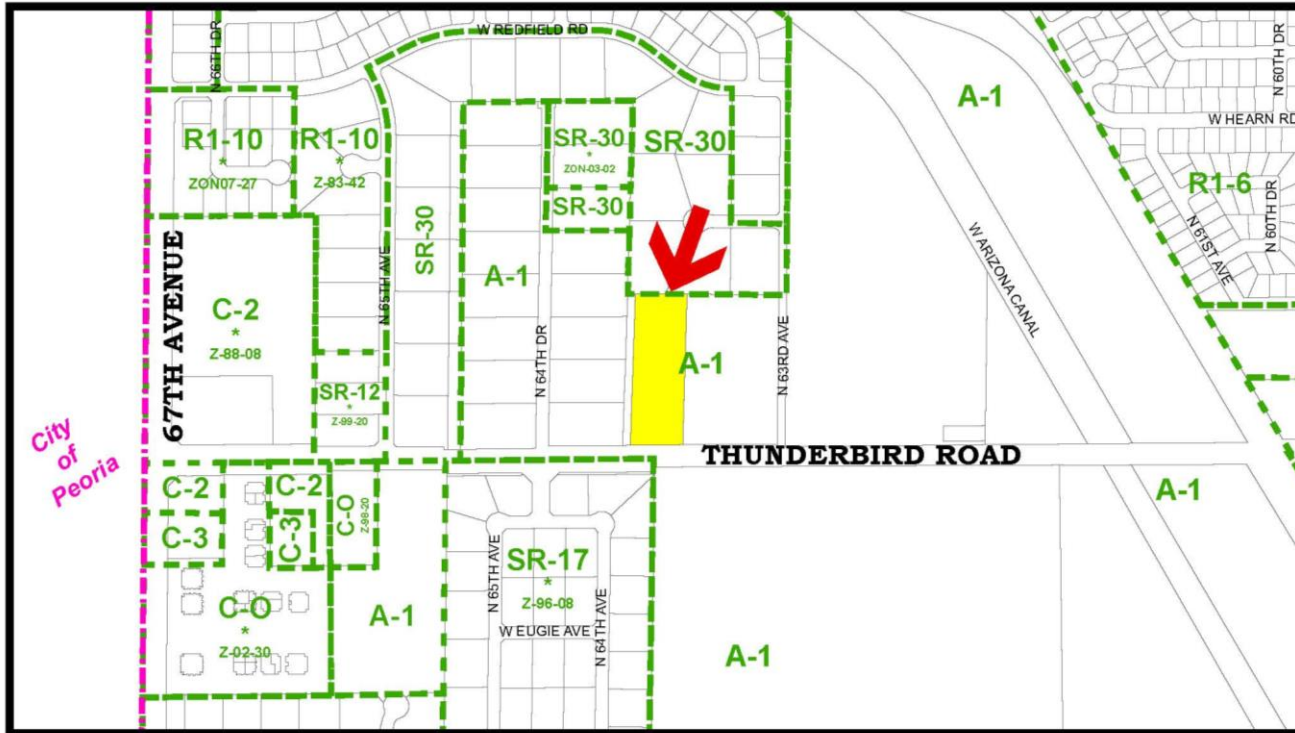 W REDFIELD RD
N 66TH DR
N 60TH DR
A-1
W HEARN RD
R1-10
*
ZON07-27
R1-10
*
Z-83-42
SR-30
*
ZON-03-02
SR-30
SR-30
R1-6
N 61ST AVE
N 60TH DR
SR-30
N 65TH AVE
A-1
N 64TH DR
67TH AVENUE
C-2
*
Z-88-08
W ARIZONA CANAL
A-1
N 63RD AVE
SR-12
*
Z-99-20
City
of
Peoria
THUNDERBIRD ROAD
C-2
C-2
C-O
Z-98-20
A-1
C-3
C-3
SR-17
*
Z-96-08
N 65TH AVE
N 64TH AVE
W EUGIE AVE
C-O
*
Z-02-30
A-1
A-1